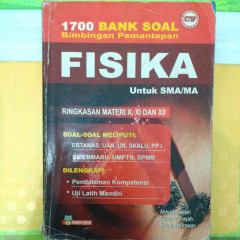 1700 BANK SOAL
Bimbingan Pemantapan
FISIKA
Untuk SMA/MA
RINGKASAN MATERI X, XI DAN XII
SOAL-SOAL MELIPUTI:
EBTANAS, UAN, UN, SKALU, PP I
SIPENMARU, UMPTN, SPMB
DILENGKAPI:
• Pendalaman Kompetensi
• Uji Latih Mandiri